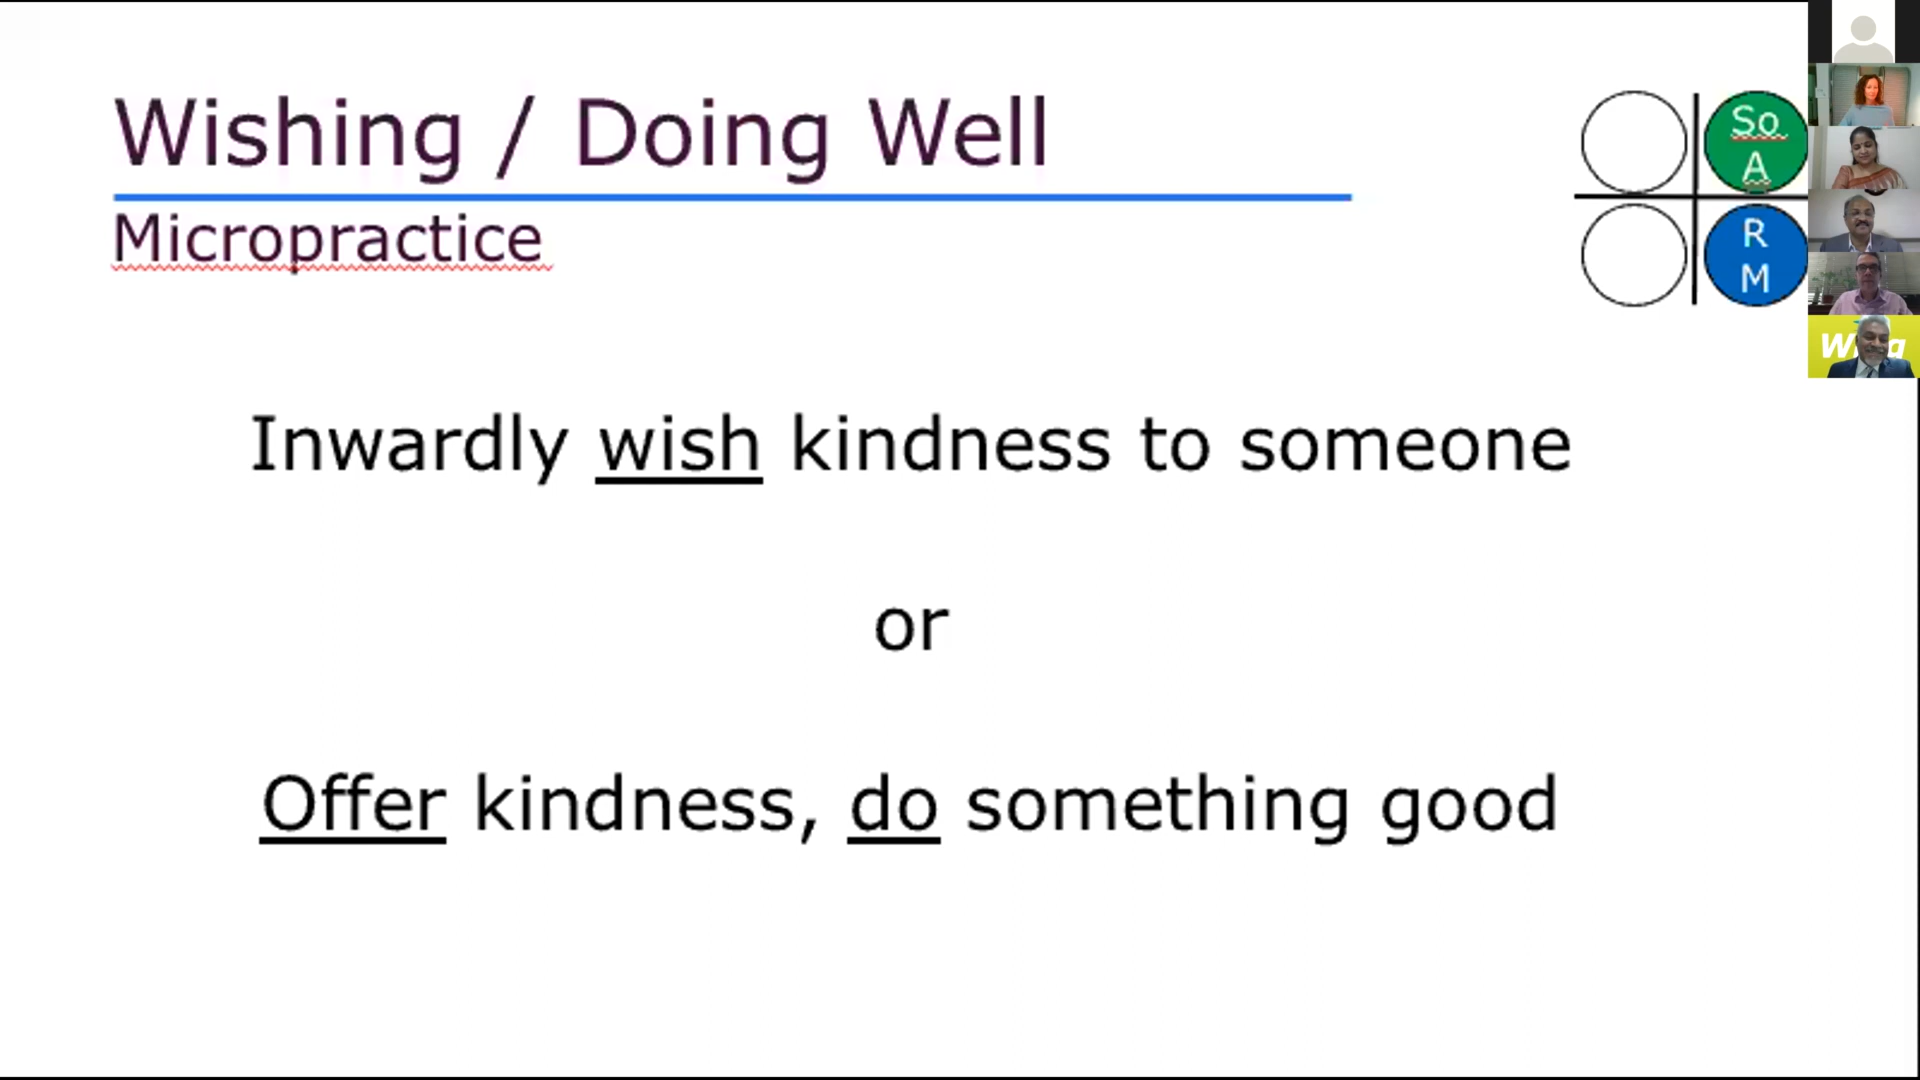 Wishing / Doing Well
Micropractice
So
A
R
M
Inwardly wish kindness to someone
or
Offer kindness, do something good